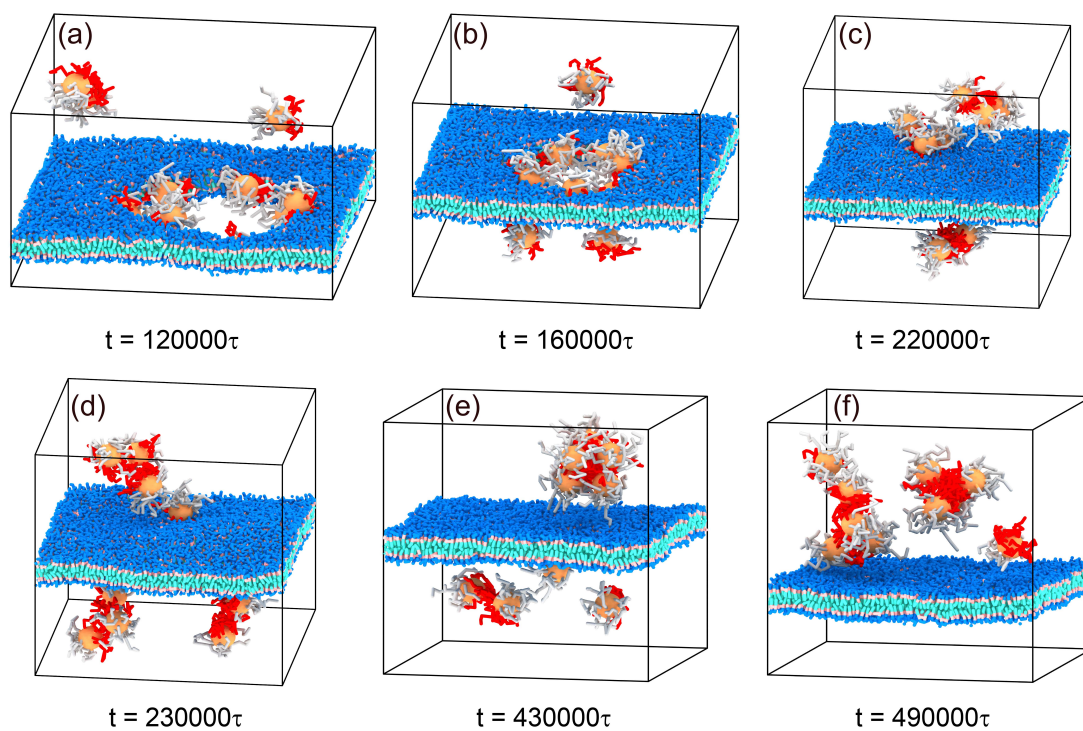 (a)
(b)
(c)
t = 120000τ
t = 160000τ
t = 220000τ
(d)
(e)
(f)
t = 230000τ
t = 430000τ
t = 490000τ